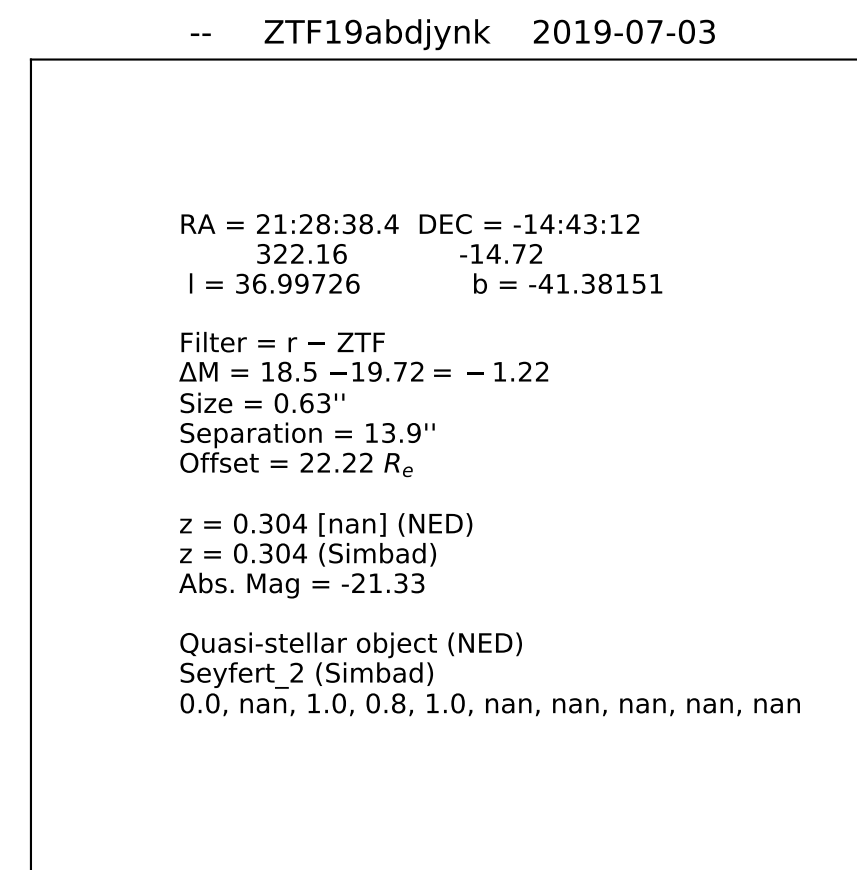 -- ZTF19abdjynk 2019-07-03
RA = 21:28:38.4 DEC = -14:43:12
322.16 -14.72
l = 36.99726 b = -41.38151
Filter = r − ZTF
ΔM = 18.5 −19.72 = − 1.22
Size = 0.63''
Separation = 13.9''
Offset = 22.22 Re
z = 0.304 [nan] (NED)
z = 0.304 (Simbad)
Abs. Mag = -21.33
Quasi-stellar object (NED)
Seyfert_2 (Simbad)
0.0, nan, 1.0, 0.8, 1.0, nan, nan, nan, nan, nan